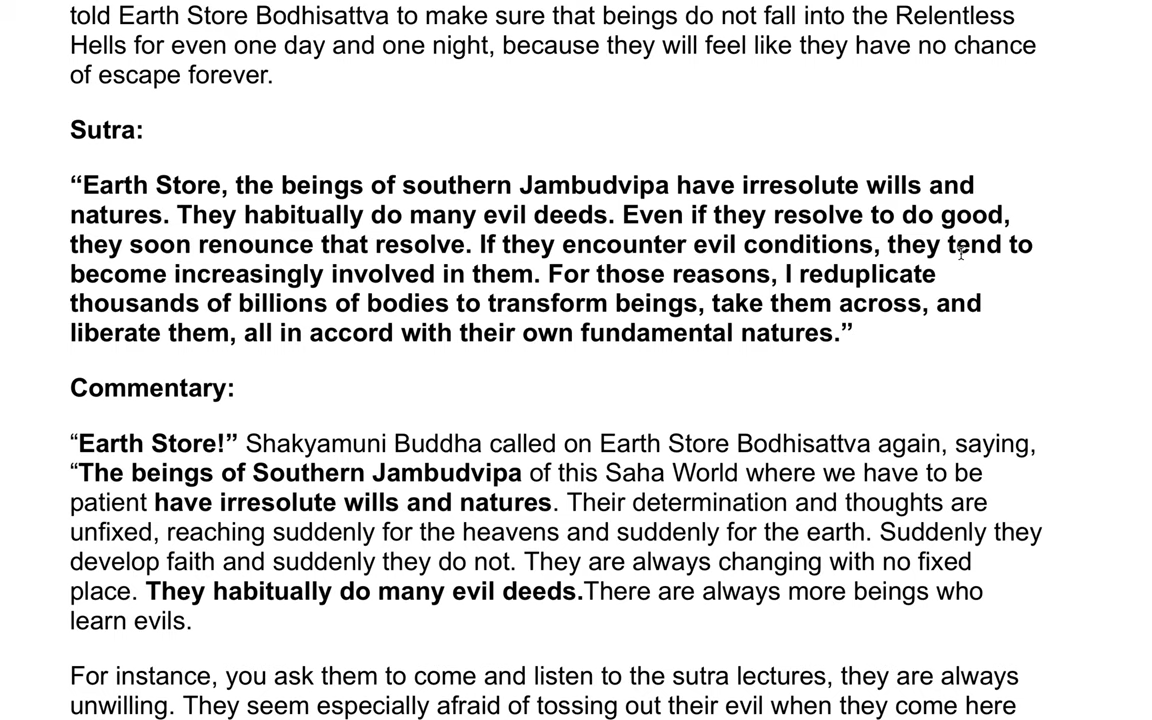 told Earth Store Bodhisattva to make sure that beings do not fall into the Relentless
Hells for even one day and one night, because they will feel like they have no chance
of escape forever.
Sutra:
“Earth Store, the beings of southern Jambudvipa have irresolute wills and
natures. They habitually do many evil deeds. Even if they resolve to do good,
they soon renounce that resolve. If they encounter evil conditions, they tend to
become increasingly involved in them. For those reasons, I reduplicate
thousands of billions of bodies to transform beings, take them across, and
liberate them, all in accord with their own fundamental natures.”
Commentary:
“Earth Store!” Shakyamuni Buddha called on Earth Store Bodhisattva again, saying,
“The beings of Southern Jambudvipa of this Saha World where we have to be
patient have irresolute wills and natures. Their determination and thoughts are
unfixed, reaching suddenly for the heavens and suddenly for the earth. Suddenly they
develop faith and suddenly they do not. They are always changing with no fixed
place. They habitually do many evil deeds.There are always more beings who
learn evils.
For instance, you ask them to come and listen to the sutra lectures, they are always
unwilling. They seem especially afraid of tossing out their evil when they come here